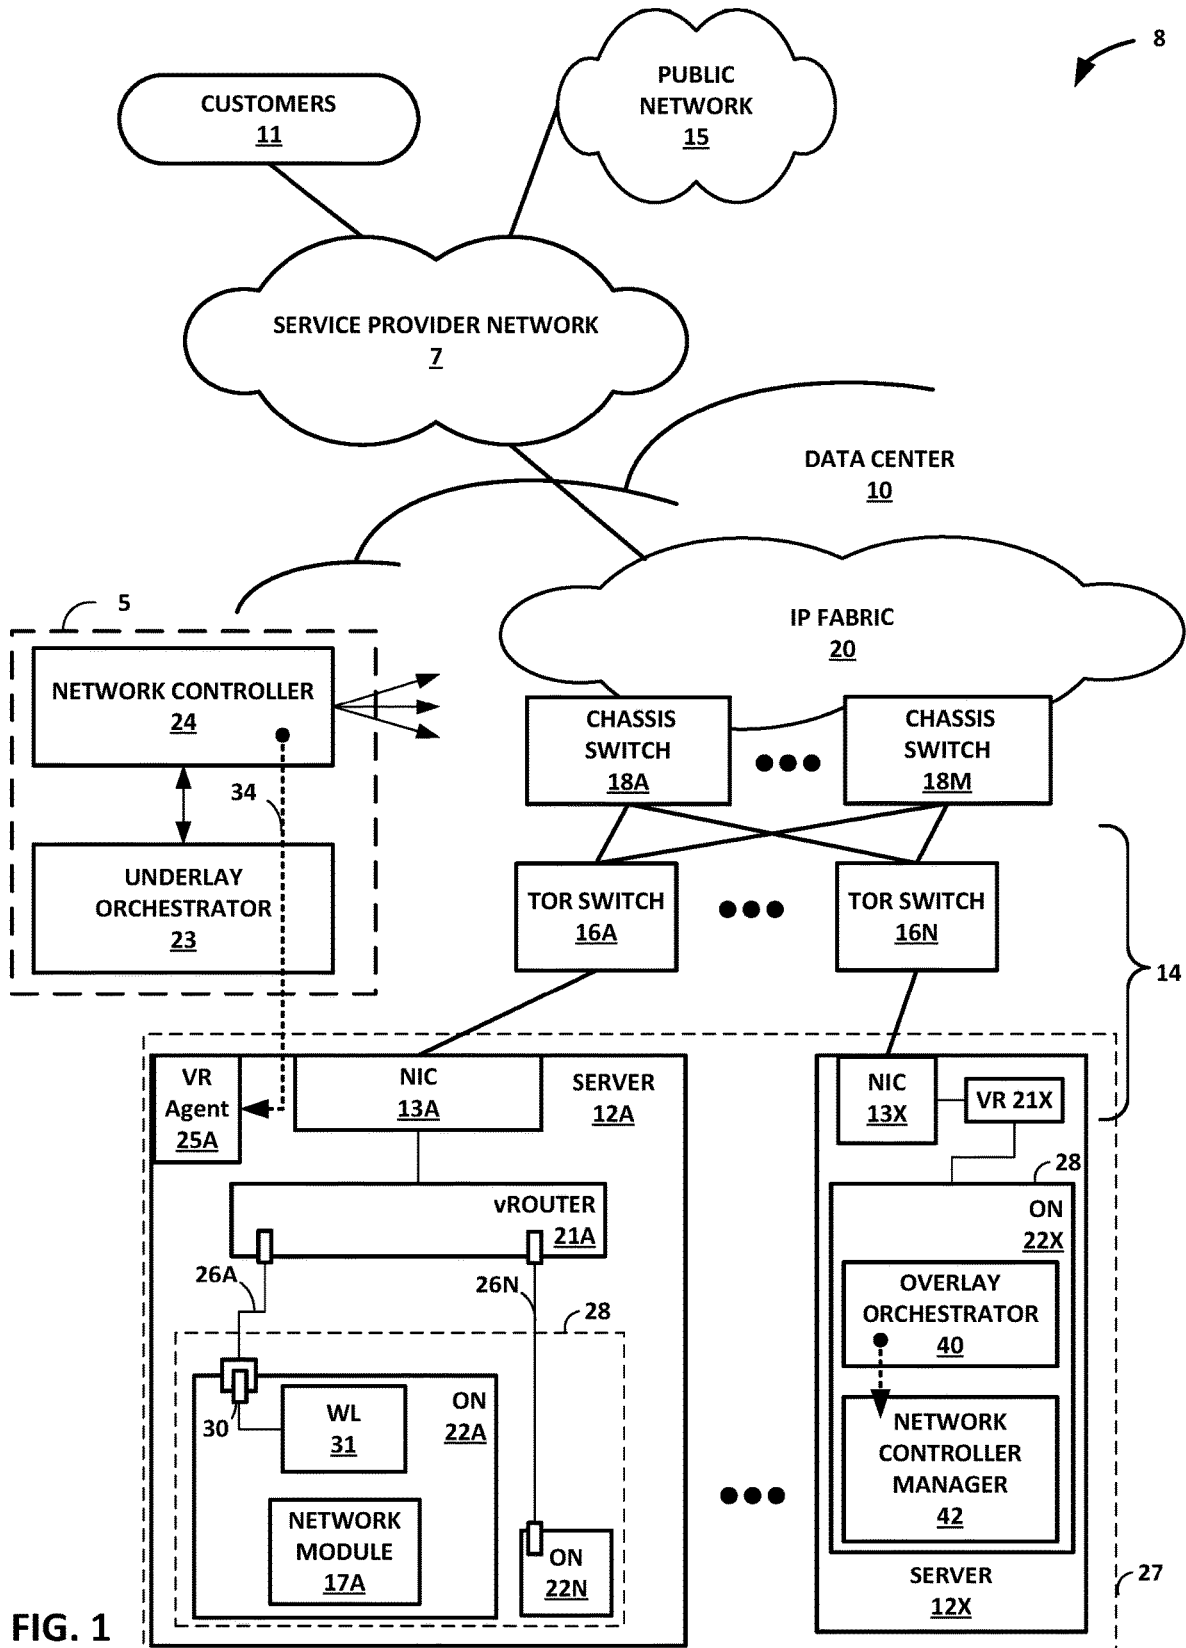 8
PUBLIC
NETWORK
15
CUSTOMERS
11
SERVICE PROVIDER NETWORK
7
DATA CENTER
10
5
IP FABRIC
20
NETWORK CONTROLLER
24
CHASSIS
SWITCH
18A
CHASSIS
SWITCH
18M
34
UNDERLAY
ORCHESTRATOR
23
TOR SWITCH
16A
TOR SWITCH
16N
14
VR
Agent
25A
NIC
13A
SERVER
12A
NIC
13X
VR 21X
vROUTER
21A
28
ON
22X
26A
26N
28
OVERLAY
ORCHESTRATOR
40
30
WL
31
ON
22A
NETWORK
CONTROLLER
MANAGER
42
NETWORK
MODULE
17A
ON
22N
SERVER
12X
27
FIG. 1